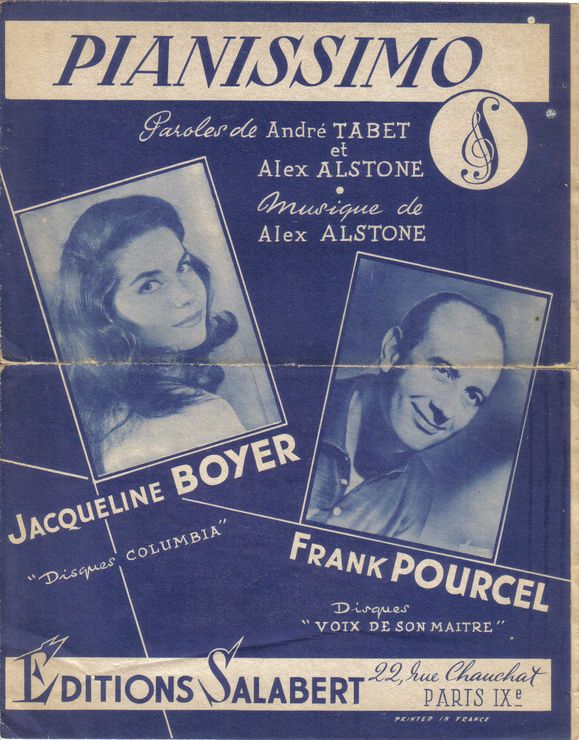 PIANISSIMO
Paroles de André TABET
et
Alex ALSTONE
Musique de
Alex ALSTONE
JACQUELINE BOYER
"Disques COLUMBIA"
FRANK POURCEL
Disques
"VOIX DE SON MAITRE"
ÉDITIONS SALABERT
22, rue Chauchat
PARIS IXe
PRINTED IN FRANCE